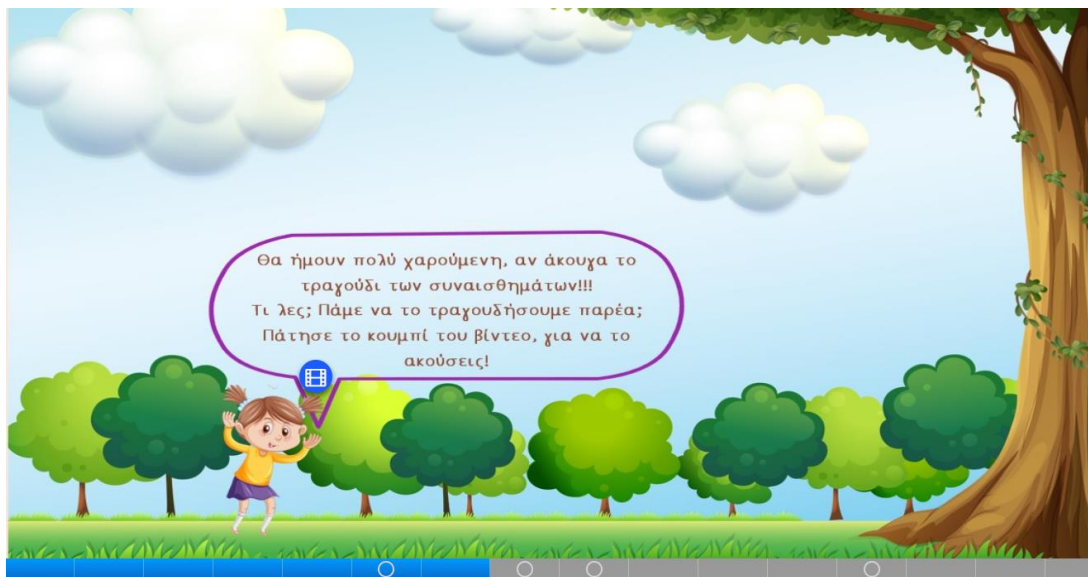 Θα ήμουν πολύ χαρούμενη, αν άκουγα το
τραγούδι των συναισθημάτων!!!
Τι λες; Πάμε να το τραγουδήσουμε παρέα;
Πάτησε το κουμπί του βίντεο, για να το
ακούσεις!